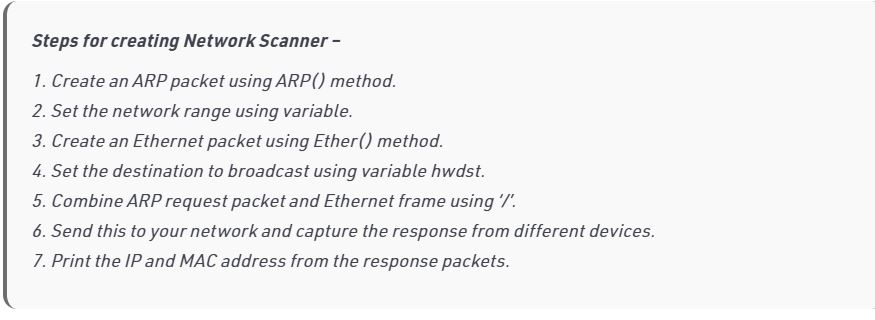 Steps for creating Network Scanner –
1. Create an ARP packet using ARP() method.
2. Set the network range using variable.
3. Create an Ethernet packet using Ether() method.
4. Set the destination to broadcast using variable hwdst.
5. Combine ARP request packet and Ethernet frame using ‘/’.
6. Send this to your network and capture the response from different devices.
7. Print the IP and MAC address from the response packets.